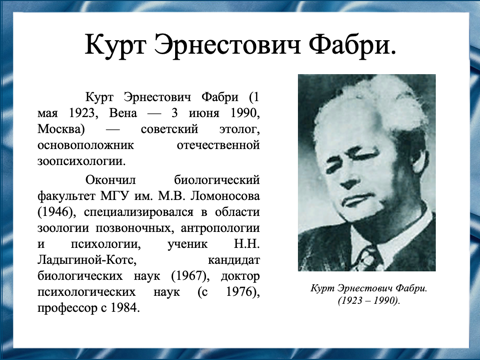 Курт Эрнестович Фабри.
Курт Эрнестович Фабри (1
мая 1923, Вена — 3 июня 1990,
Москва) — советский этолог,
основоположник отечественной
зоопсихологии.
Окончил биологический
факультет МГУ им. М.В. Ломоносова
(1946), специализировался в области
зоологии позвоночных, антропологии
и психологии, ученик Н.Н.
Ладыгиной-Котс, кандидат
биологических наук (1967), доктор
психологических наук (с 1976),
профессор с 1984.
Курт Эрнестович Фабри.
(1923 – 1990).